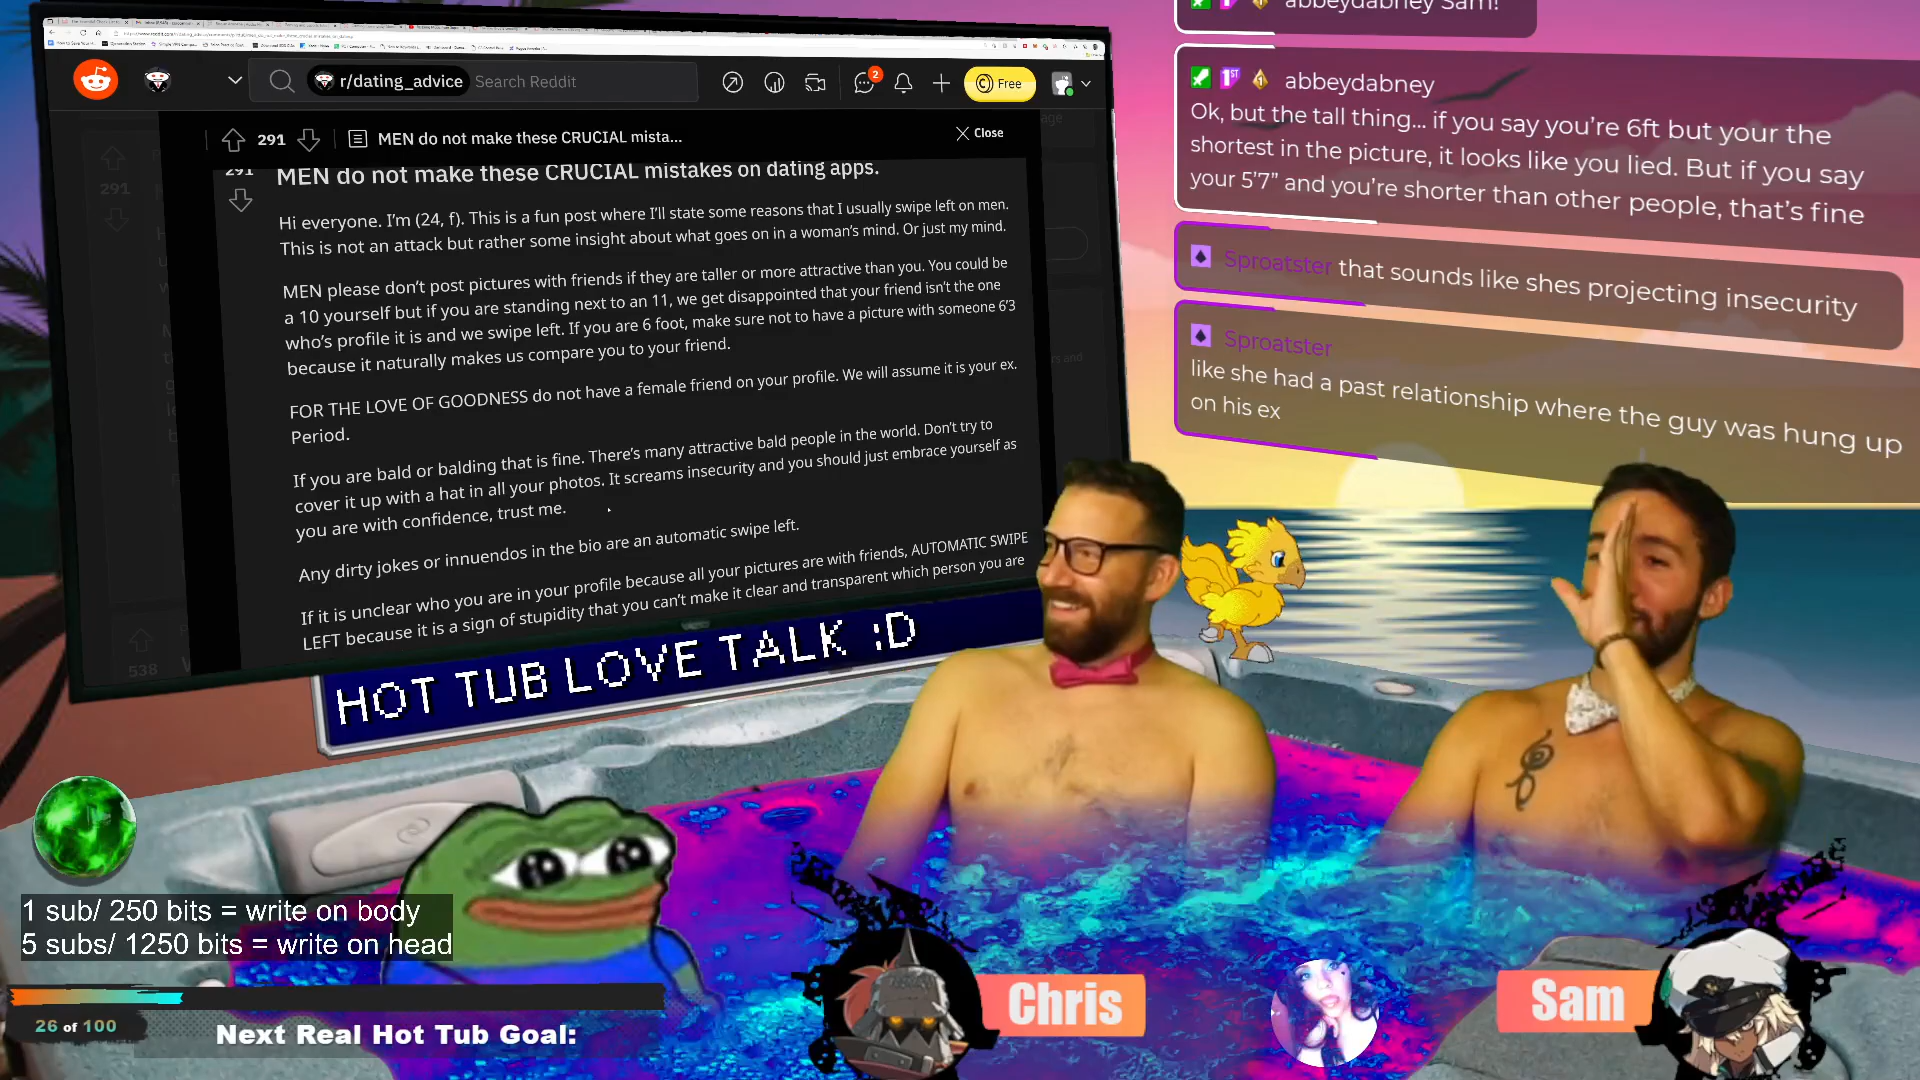 r/dating_advice
Search Reddit
2
Free
291
MEN do not make these CRUCIAL mista...
Close
291
MEN do not make these CRUCIAL mistakes on dating apps.
Hi everyone. I'm (24, f). This is a fun post where I'll state some reasons that I usually swipe left on men.
This is not an attack but rather some insight about what goes on in a woman's mind. Or just my mind.
MEN please don't post pictures with friends if they are taller or more attractive than you. You could be
a 10 yourself but if you are standing next to an 11, we get disappointed that your friend isn't the one
who's profile it is and we swipe left. If you are 6 foot, make sure not to have a picture with someone 6'3
because it naturally makes us compare you to your friend.
FOR THE LOVE OF GOODNESS do not have a female friend on your profile. We will assume it is your ex.
Period.
If you are bald or balding that is fine. There's many attractive bald people in the world. Don't try to
cover it up with a hat in all your photos. It screams insecurity and you should just embrace yourself as
you are with confidence, trust me.
Any dirty jokes or innuendos in the bio are an automatic swipe left.
If it is unclear who you are in your profile because all your pictures are with friends, AUTOMATIC SWIPE
LEFT because it is a sign of stupidity that you can't make it clear and transparent which person you are
291
538
HOT TUB LOVE TALK :D
abbeydabney Sam!
abbeydabney
Ok, but the tall thing... if you say you're 6ft but your the
shortest in the picture, it looks like you lied. But if you say
your 5'7" and you're shorter than other people, that's fine
Sproatster that sounds like shes projecting insecurity
Sproatster
like she had a past relationship where the guy was hung up
on his ex
1 sub/ 250 bits = write on body
5 subs/ 1250 bits = write on head
26 of 100
Next Real Hot Tub Goal:
Chris
Sam